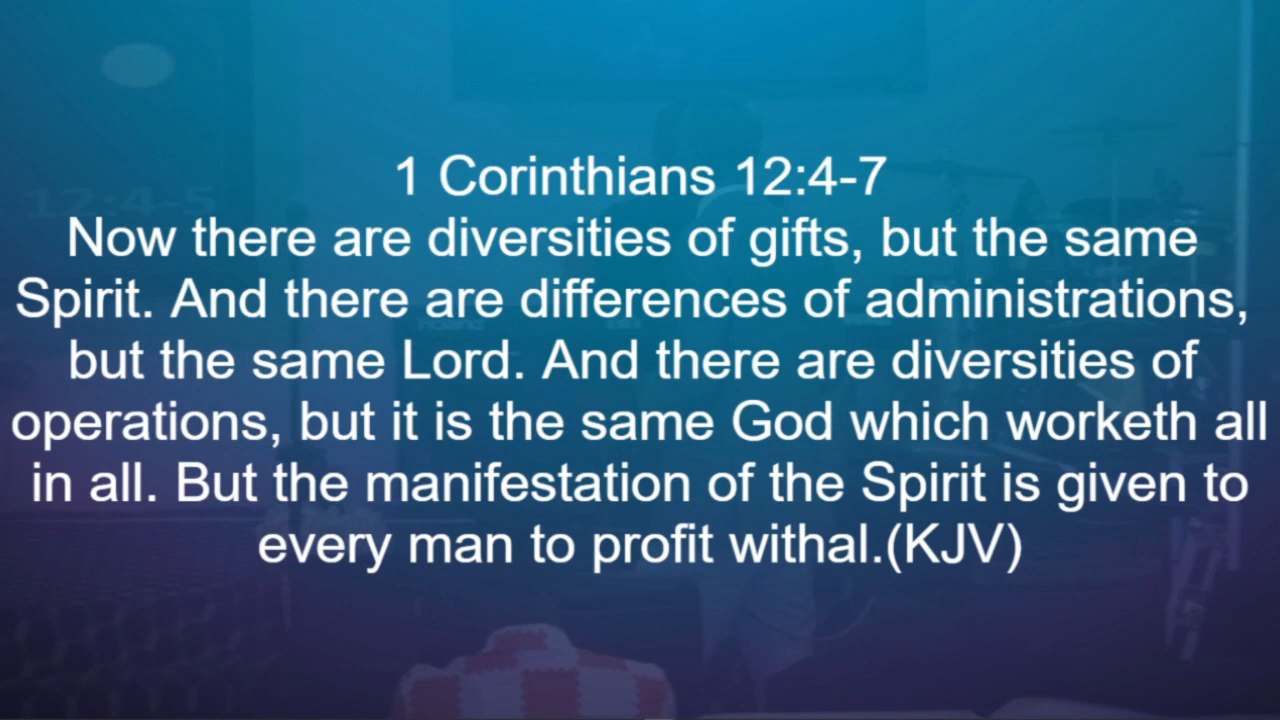 1 Corinthians 12:4-7
12:4-5
Now there are diversities of gifts, but the same
Spirit. And there are differences of administrations,
but the same Lord. And there are diversities of
operations, but it is the same God which worketh all
in all. But the manifestation of the Spirit is given to
every man to profit withal.(KJV)